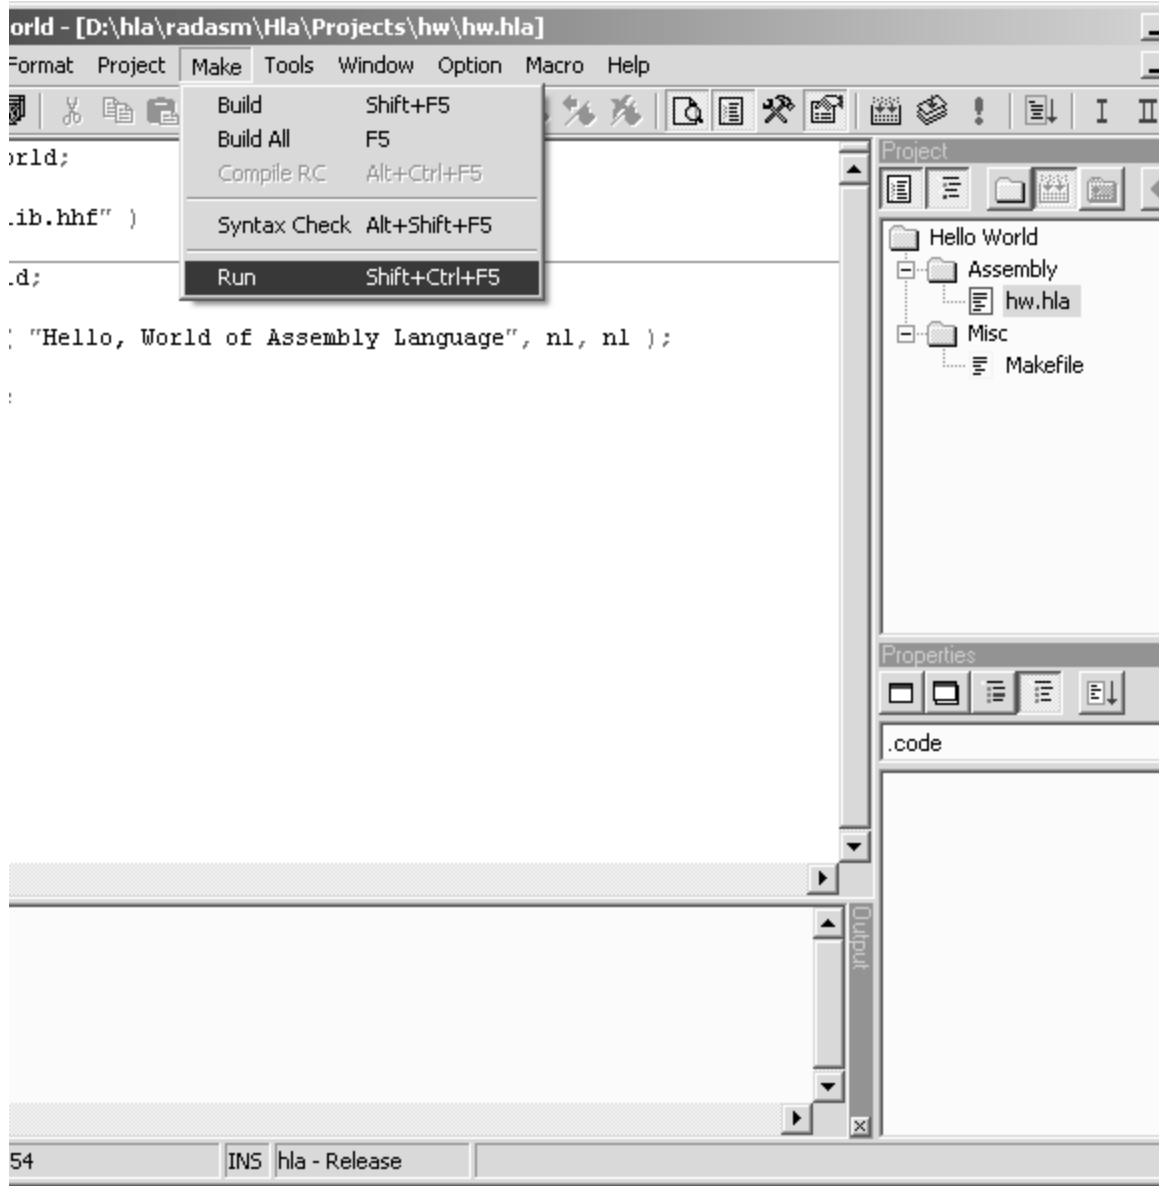 orld - [D:\hla\radasm\Hla\Projects\hw\hw.hla]
Format Project Make Tools Window Option Macro Help
Build Shift+F5
Build All F5
Compile RC Alt+Ctrl+F5
Syntax Check Alt+Shift+F5
Run Shift+Ctrl+F5
orld;
lib.hhf" )
d;
"Hello, World of Assembly Language", nl, nl );
Project
Hello World
Assembly
hw.hla
Misc
Makefile
Properties
.code
Output
54 INS hla - Release